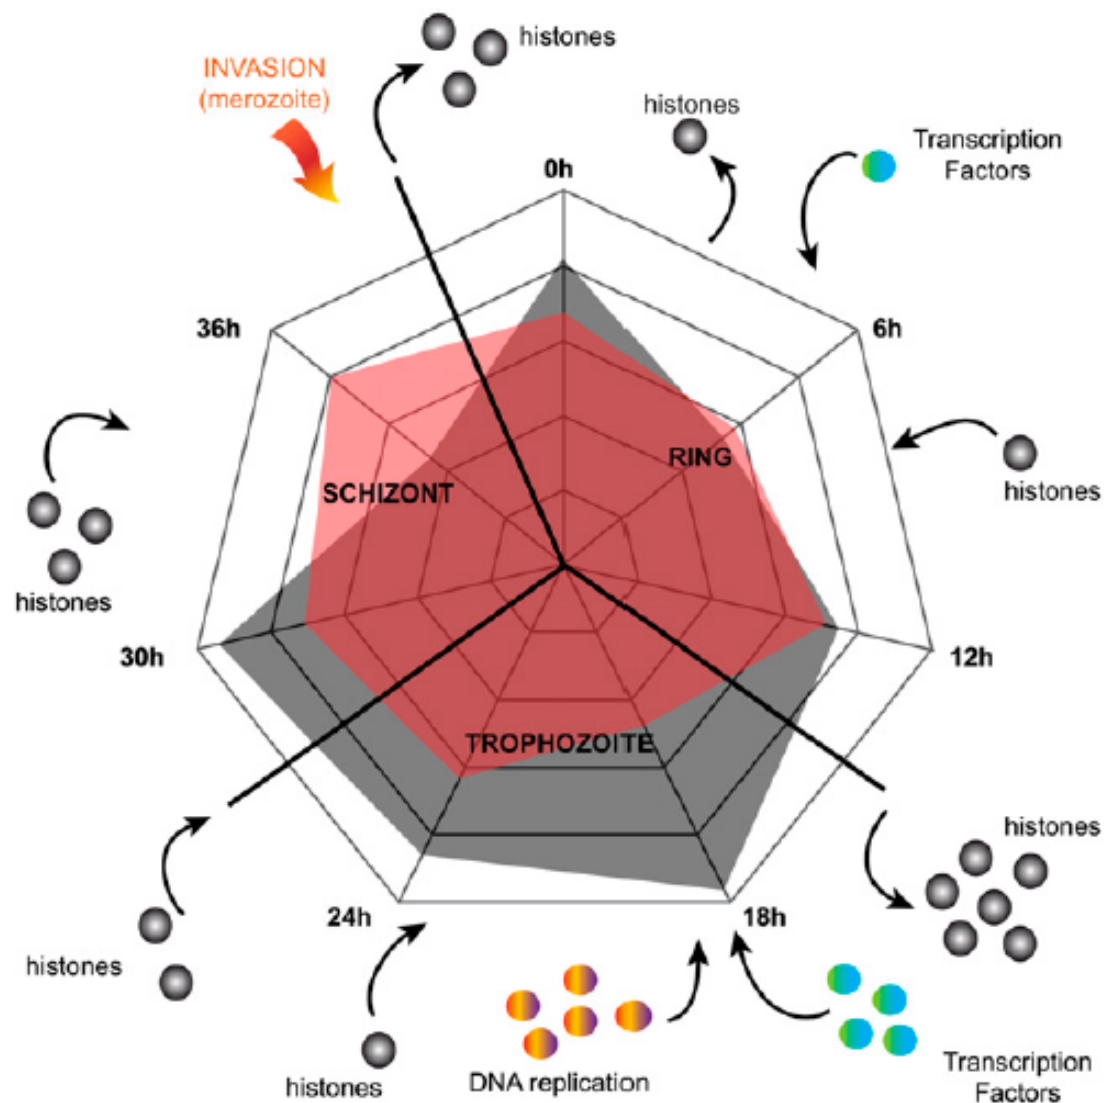 histones
INVASION
(merozoite)
histones
Transcription
Factors
0h
36h
6h
RING
SCHIZONT
histones
histones
30h
12h
TROPHOZOITE
histones
24h
18h
histones
DNA replication
histones
Transcription
Factors